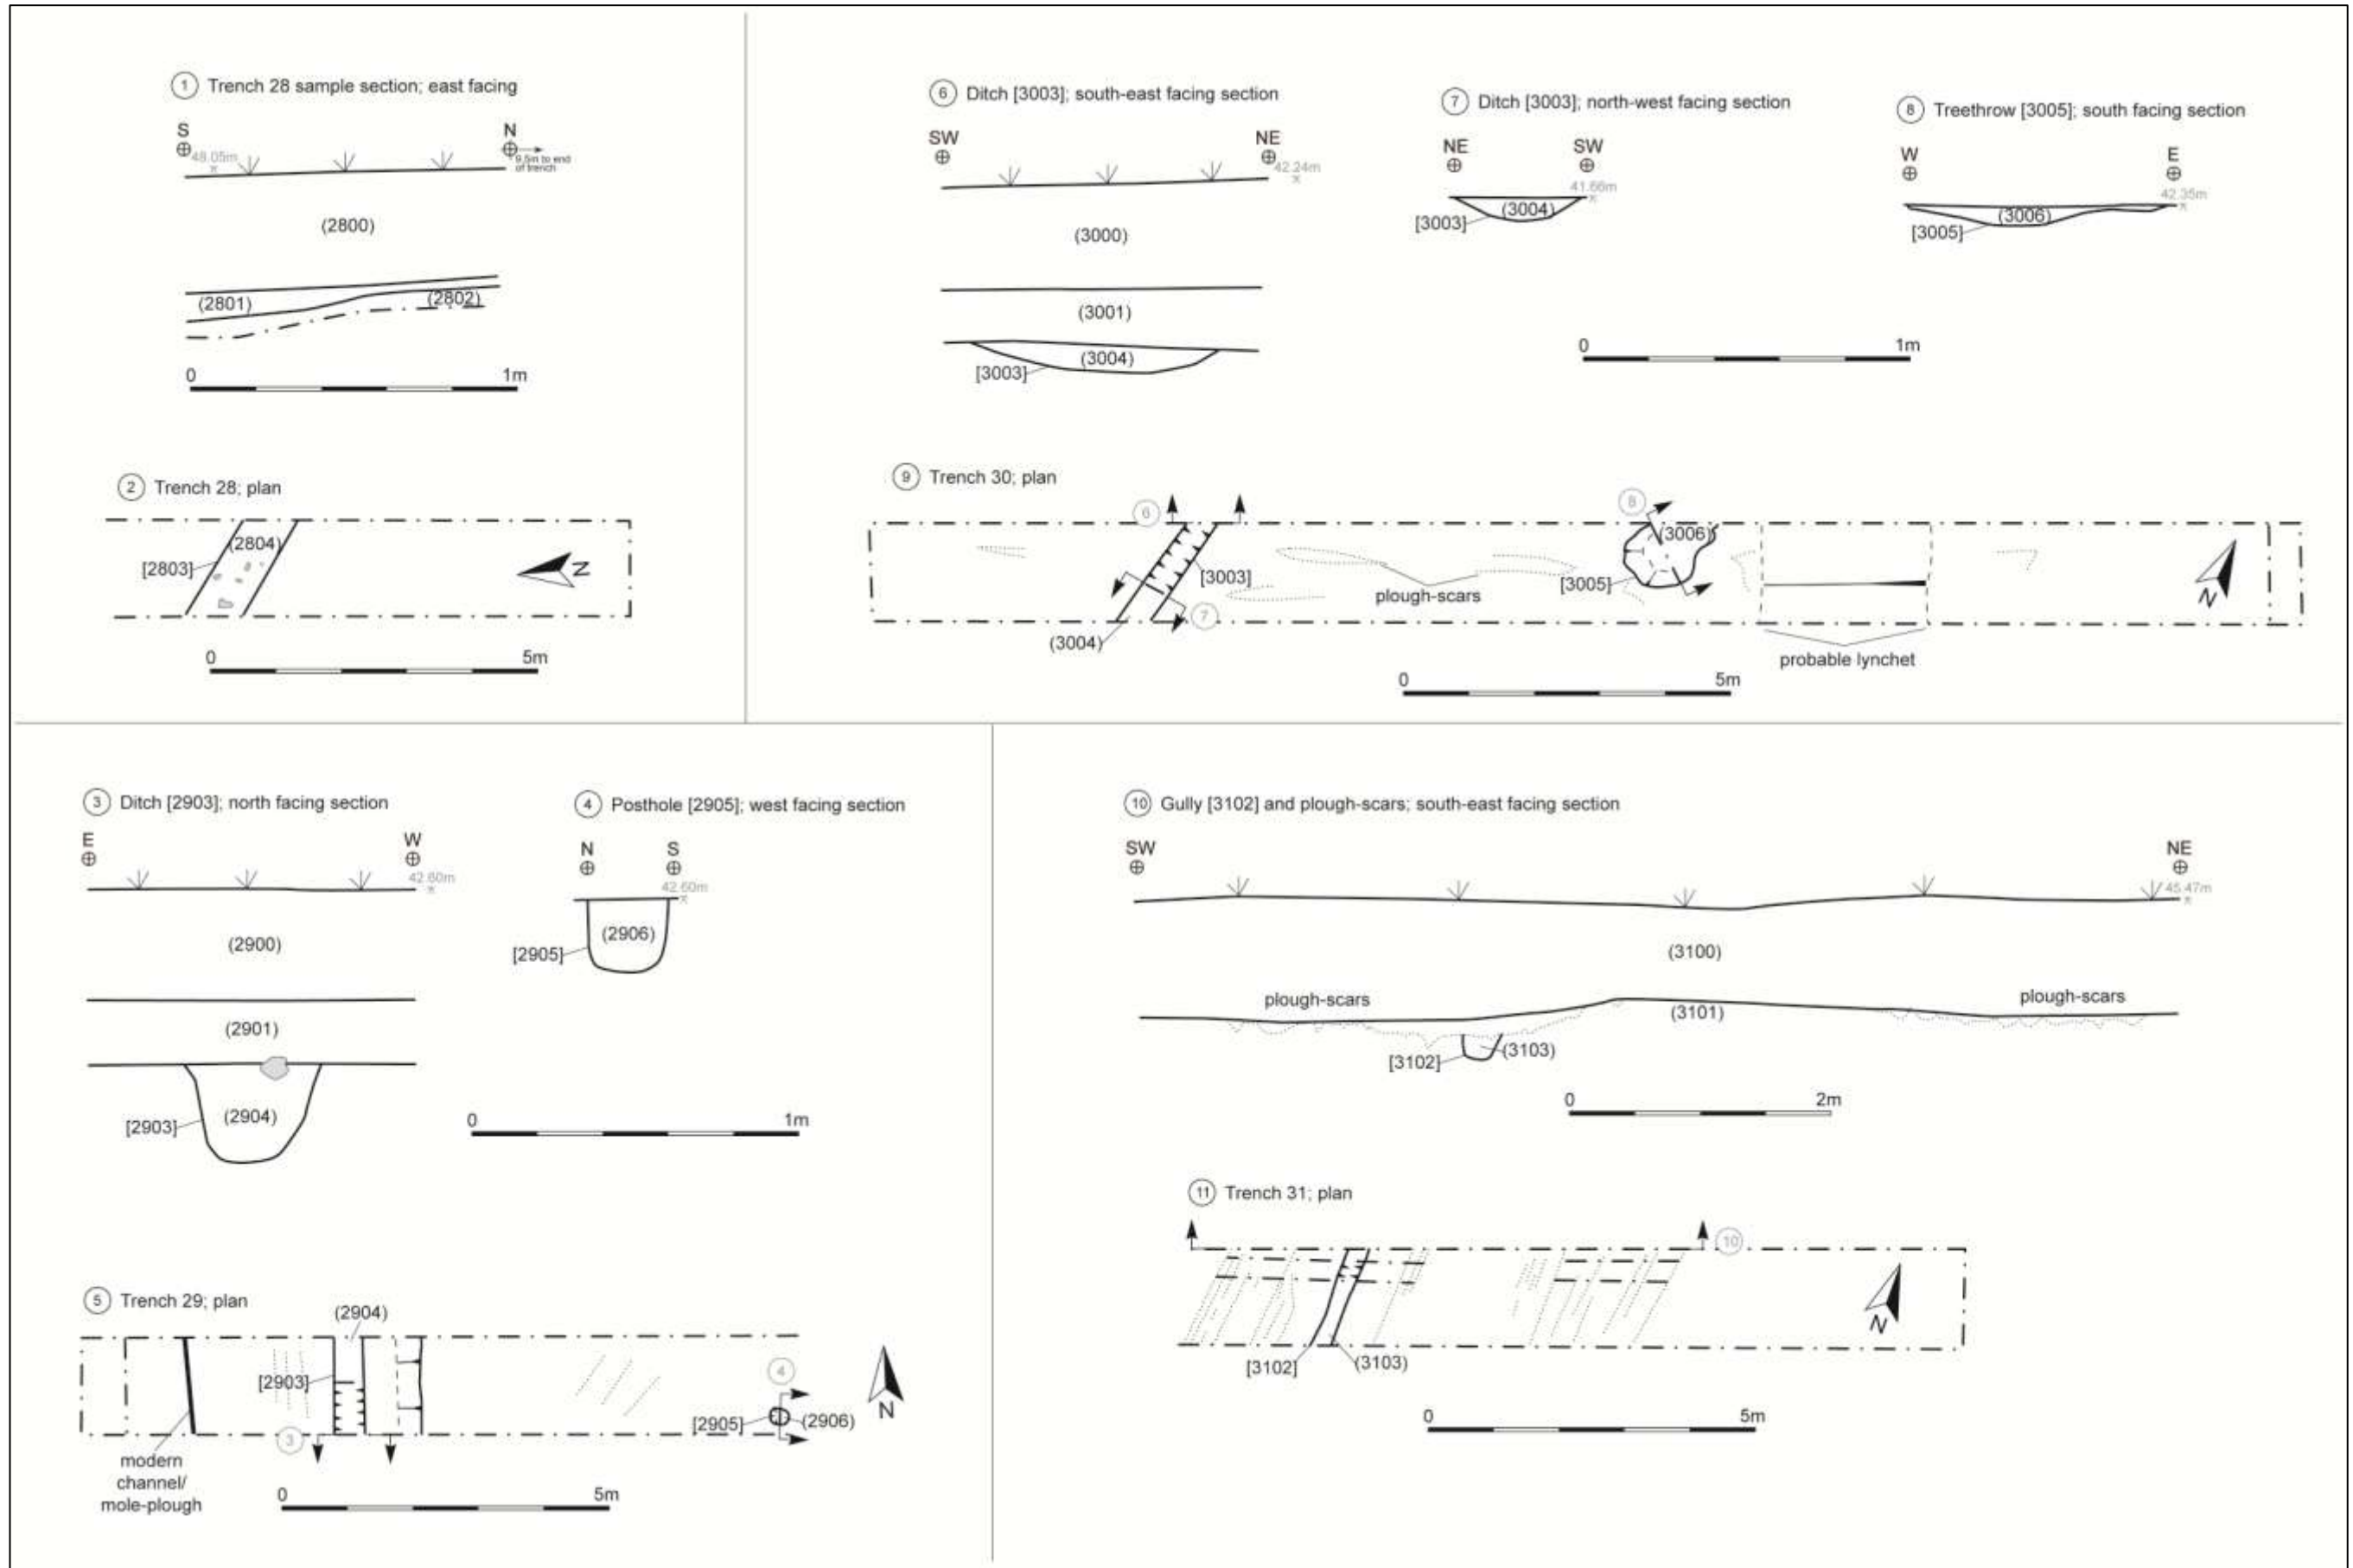 1 Trench 28 sample section; east facing
S N
48.05m
9.5m to end
of trench
(2800)
(2801) (2802)
0 1m
2 Trench 28; plan
(2804)
[2803]
N
0 5m
6 Ditch [3003]; south-east facing section
SW NE
42.24m
(3000)
(3001)
(3004)
[3003]
7 Ditch [3003]; north-west facing section
NE SW
41.66m
(3004)
[3003]
8 Treethrow [3005]; south facing section
W E
42.35m
(3006)
[3005]
0 1m
9 Trench 30; plan
6 8
(3006)
[3003] [3005]
plough-scars
7
N
(3004)
probable lynchet
0 5m
3 Ditch [2903]; north facing section
E W
42.60m
(2900)
(2901)
(2904)
[2903]
4 Posthole [2905]; west facing section
N S
42.60m
(2906)
[2905]
0 1m
5 Trench 29; plan
(2904)
[2903]
4
[2905] (2906)
N
3
modern
channel/
mole-plough
0 5m
10 Gully [3102] and plough-scars; south-east facing section
SW NE
45.47m
(3100)
plough-scars plough-scars
(3101)
[3102] (3103)
0 2m
11 Trench 31; plan
10
N
[3102] (3103)
0 5m